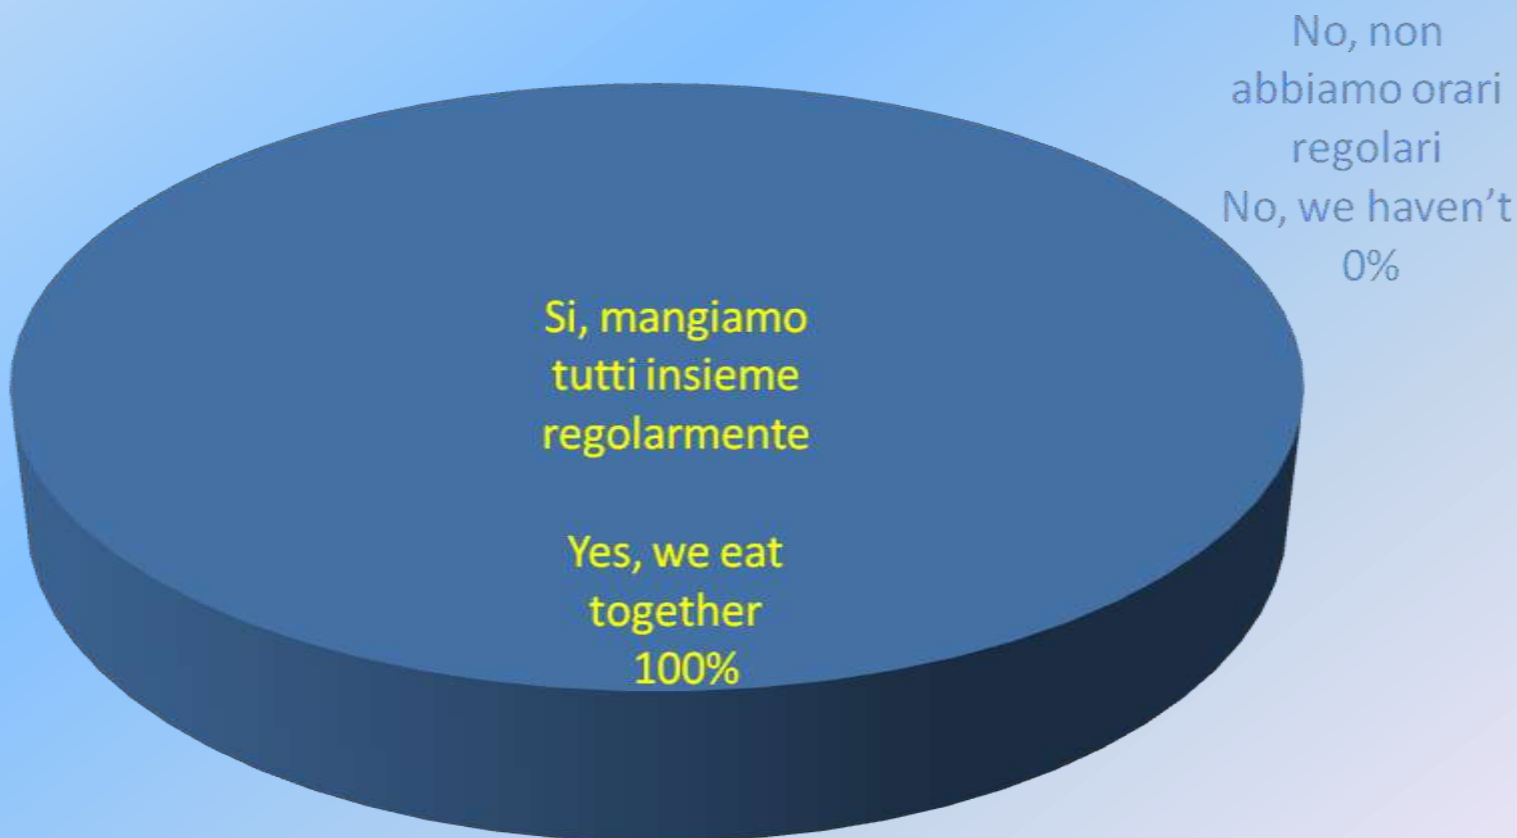 No, non
abbiamo orari
regolari
No, we haven’t
0%
Si, mangiamo
tutti insieme
regolarmente
Yes, we eat
together
100%